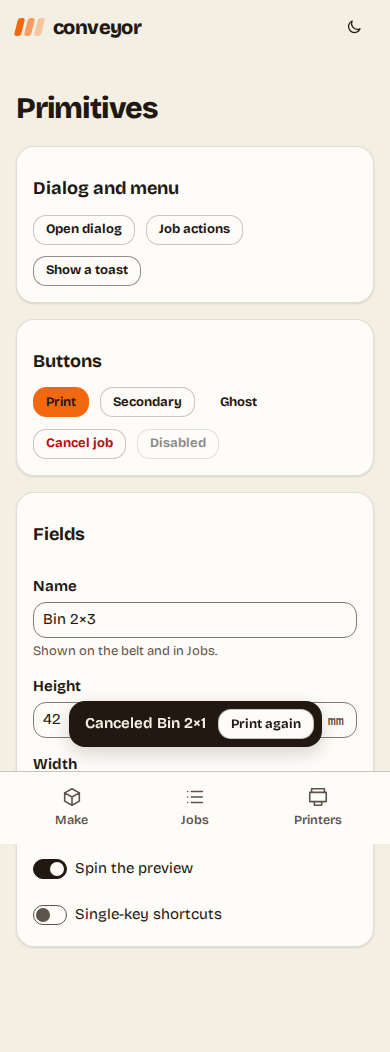 conveyor
Primitives
Dialog and menu
Open dialog
Job actions
Show a toast
Buttons
Print
Secondary
Ghost
Cancel job
Disabled
Fields
Name
Bin 2×3
Shown on the belt and in Jobs.
Height
42
mm
Canceled Bin 2×1
Print again
Width
Make
Jobs
Printers
Spin the preview
Single-key shortcuts